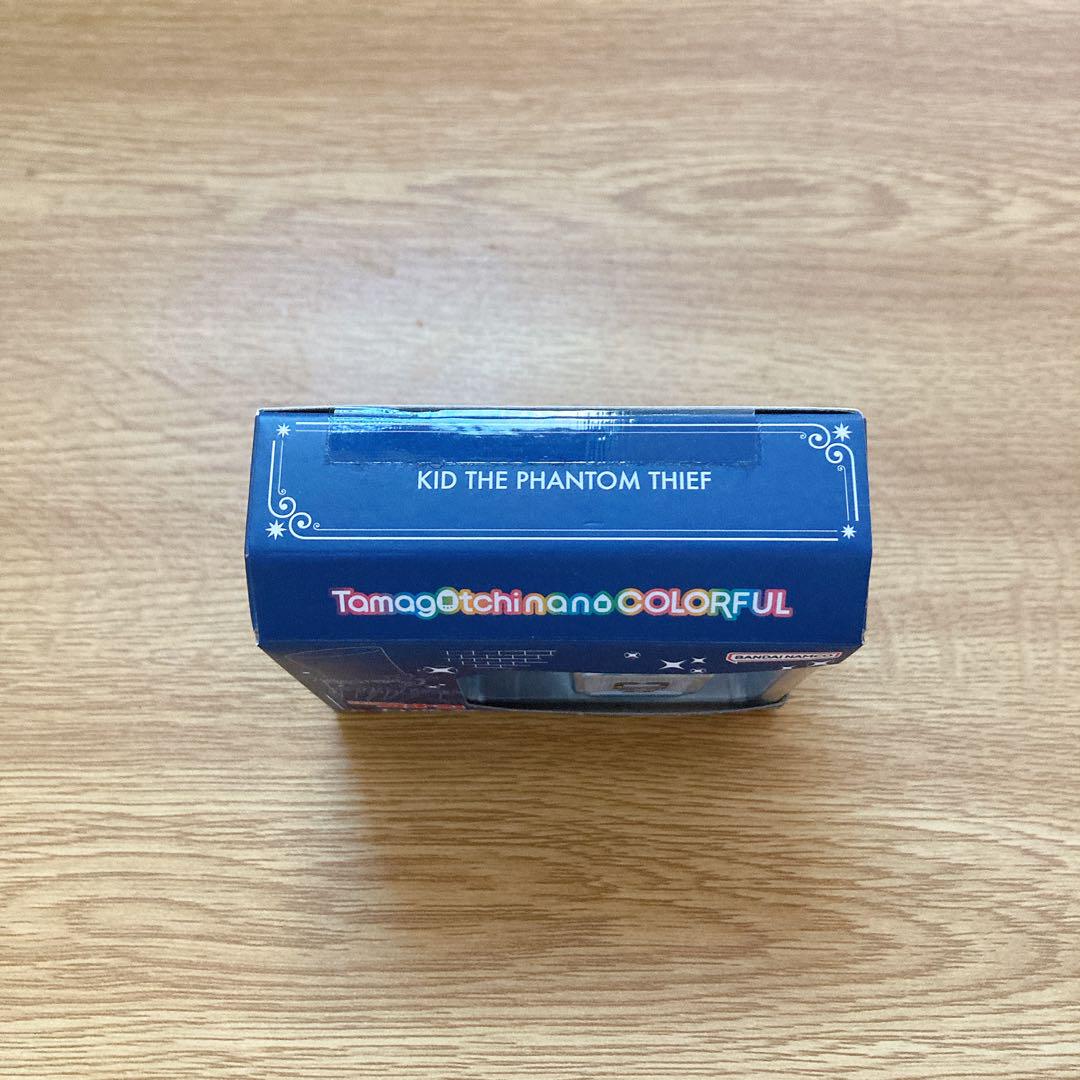 KID THE PHANTOM THIEF
Tamagotchi nano COLORFUL
BANDAI NAMCO